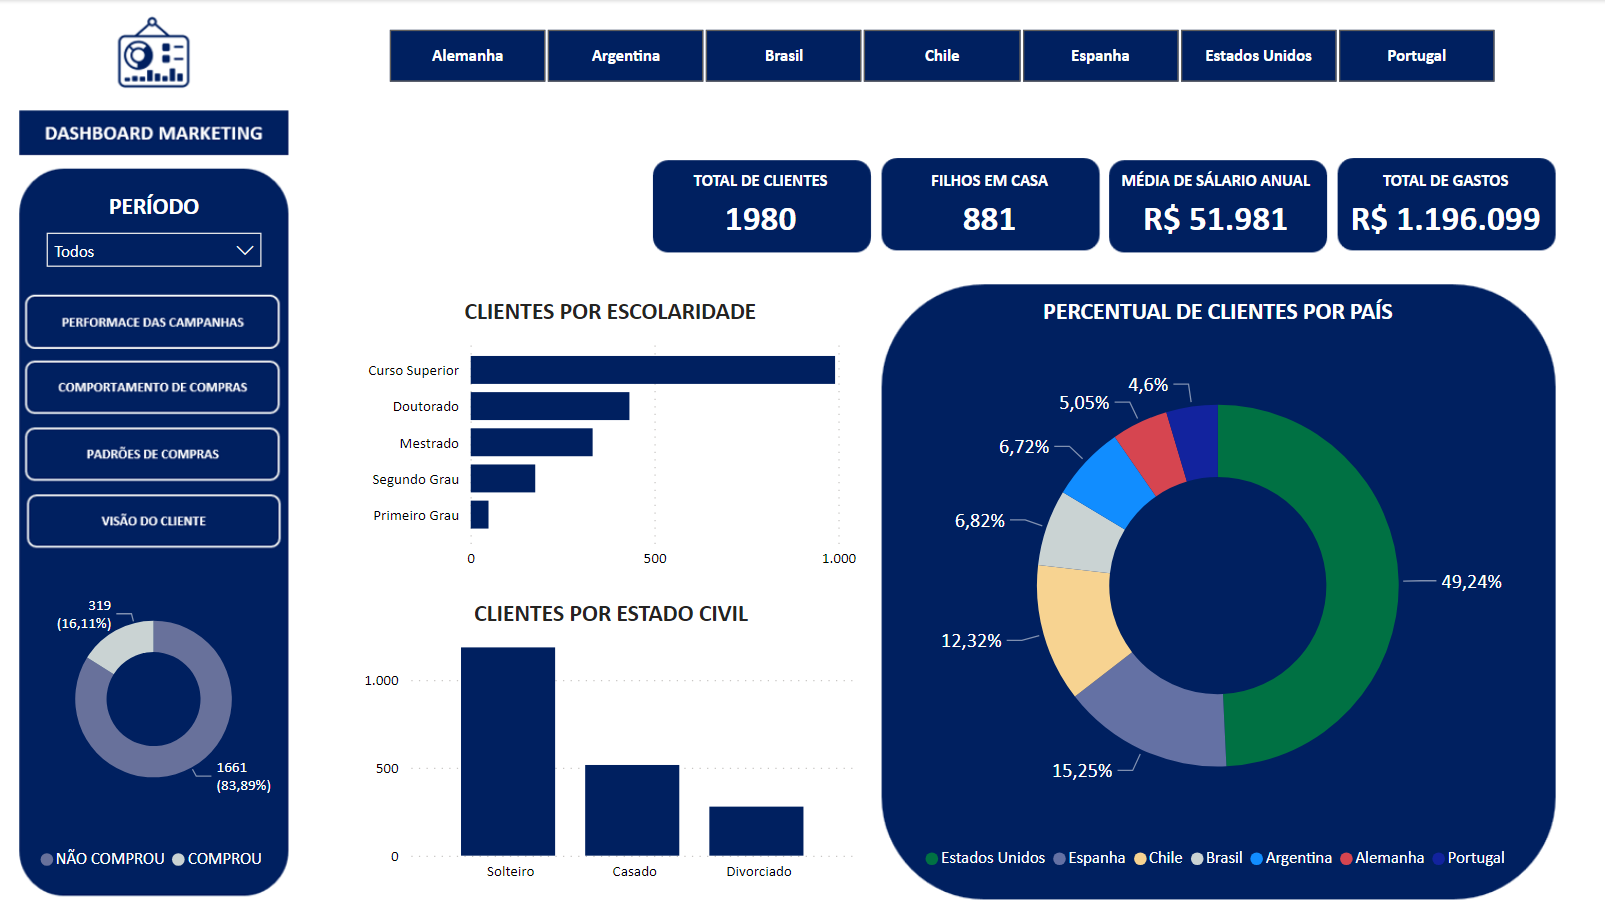 Alemanha
Argentina
Brasil
Chile
Espanha
Estados Unidos
Portugal
DASHBOARD MARKETING
PERÍODO
Todos
PERFORMACE DAS CAMPANHAS
COMPORTAMENTO DE COMPRAS
PADRÕES DE COMPRAS
VISÃO DO CLIENTE
319
(16,11%)
1661
(83,89%)
NÃO COMPROU
COMPROU
TOTAL DE CLIENTES
1980
FILHOS EM CASA
881
MÉDIA DE SÁLARIO ANUAL
R$ 51.981
TOTAL DE GASTOS
R$ 1.196.099
CLIENTES POR ESCOLARIDADE
Curso Superior
Doutorado
Mestrado
Segundo Grau
Primeiro Grau
0
500
1.000
CLIENTES POR ESTADO CIVIL
1.000
500
0
Solteiro
Casado
Divorciado
PERCENTUAL DE CLIENTES POR PAÍS
4,6%
5,05%
6,72%
6,82%
12,32%
15,25%
49,24%
Estados Unidos
Espanha
Chile
Brasil
Argentina
Alemanha
Portugal